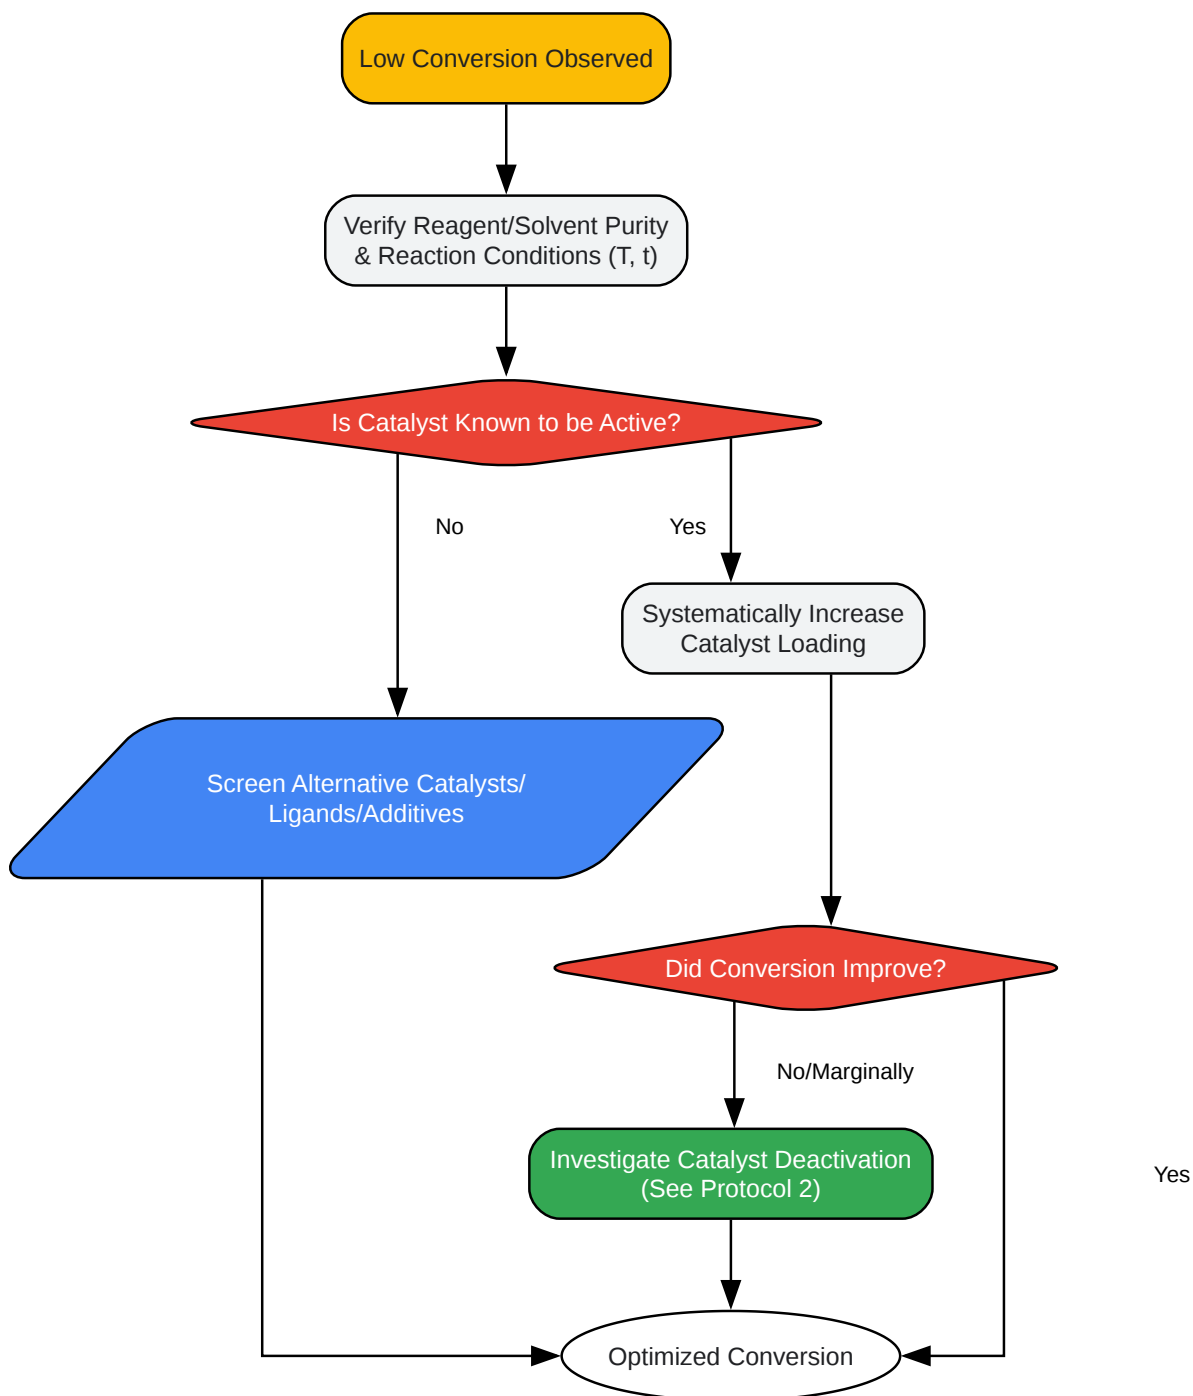 Low Conversion Observed
Verify Reagent/Solvent Purity
& Reaction Conditions (T, t)
Is Catalyst Known to be Active?
No
Yes
Systematically Increase
Catalyst Loading
Screen Alternative Catalysts/
Ligands/Additives
Did Conversion Improve?
No/Marginally
Investigate Catalyst Deactivation
(See Protocol 2)
Yes
Optimized Conversion